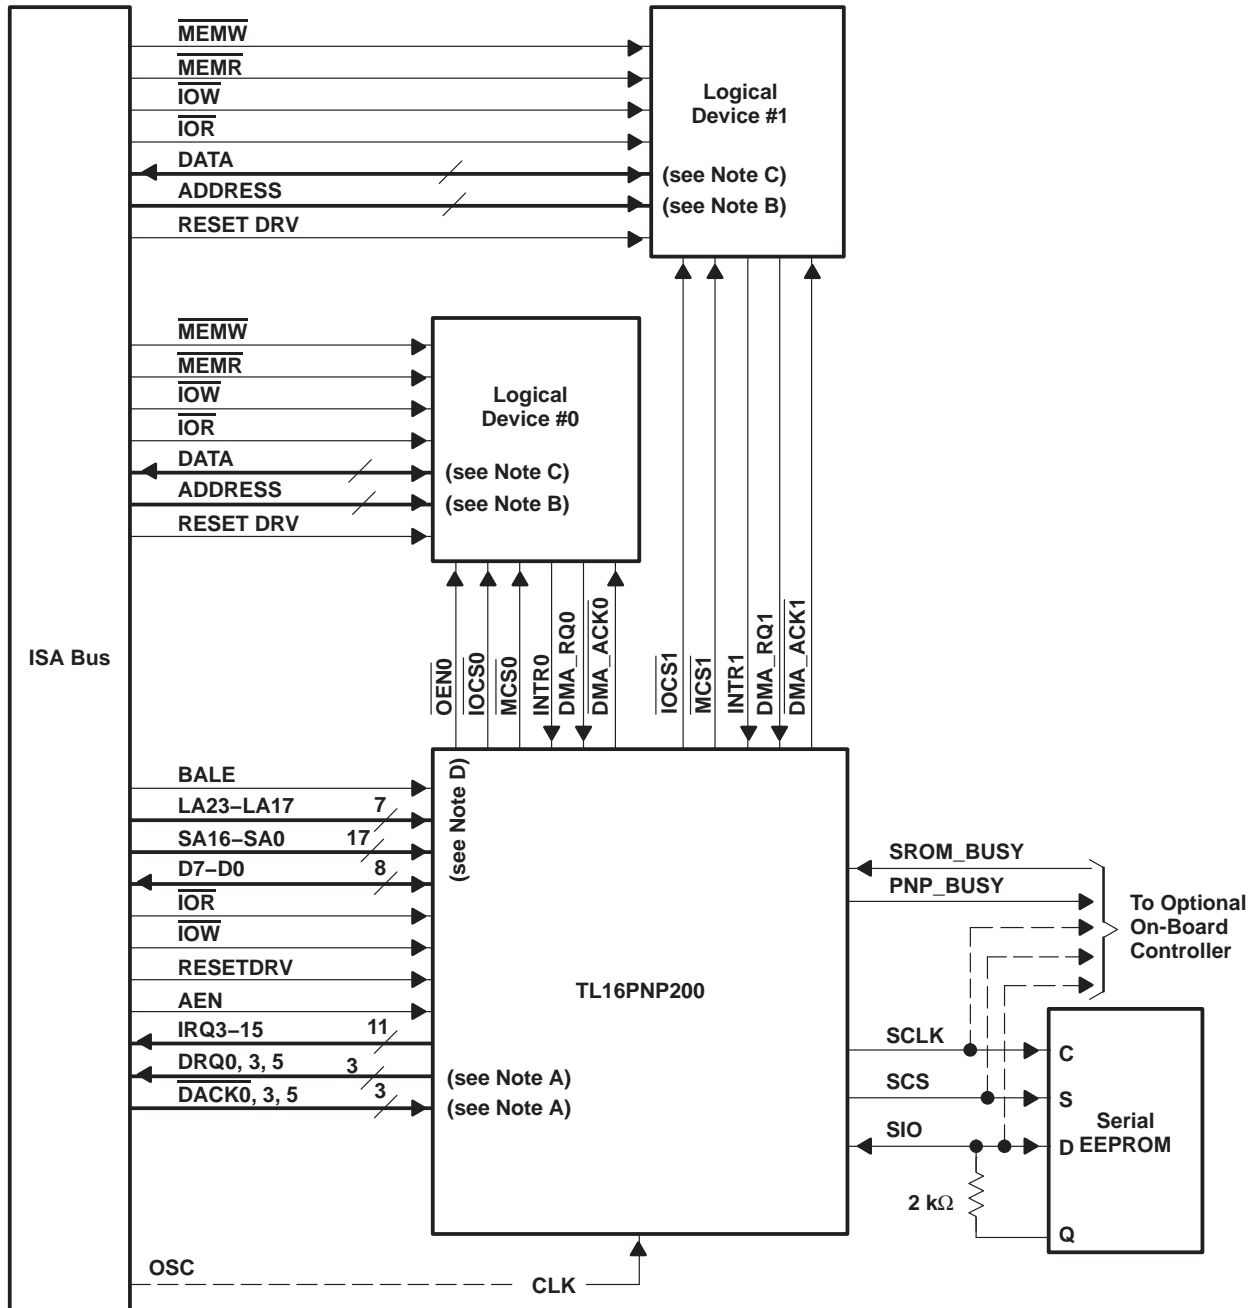 MEMW
MEMR
IOW
IOR
DATA
ADDRESS
RESET DRV
Logical
Device #1
(see Note C)
(see Note B)
MEMW
MEMR
IOW
IOR
DATA
ADDRESS
RESET DRV
Logical
Device #0
(see Note C)
(see Note B)
ISA Bus
OEN0
IOCS0
MCS0
INTR0
DMA_RQ0
DMA_ACK0
IOCS1
MCS1
INTR1
DMA_RQ1
DMA_ACK1
BALE
LA23–LA17 7
SA16–SA0 17
D7–D0 8
IOR
IOW
RESETDRV
AEN
IRQ3–15 11
DRQ0, 3, 5 3
DACK0, 3, 5 3
(see Note D)
TL16PNP200
(see Note A)
(see Note A)
SROM_BUSY
PNP_BUSY
To Optional
On-Board
Controller
SCLK
SCS
SIO
2 kΩ
C
S
D
Q
Serial
EEPROM
OSC
CLK